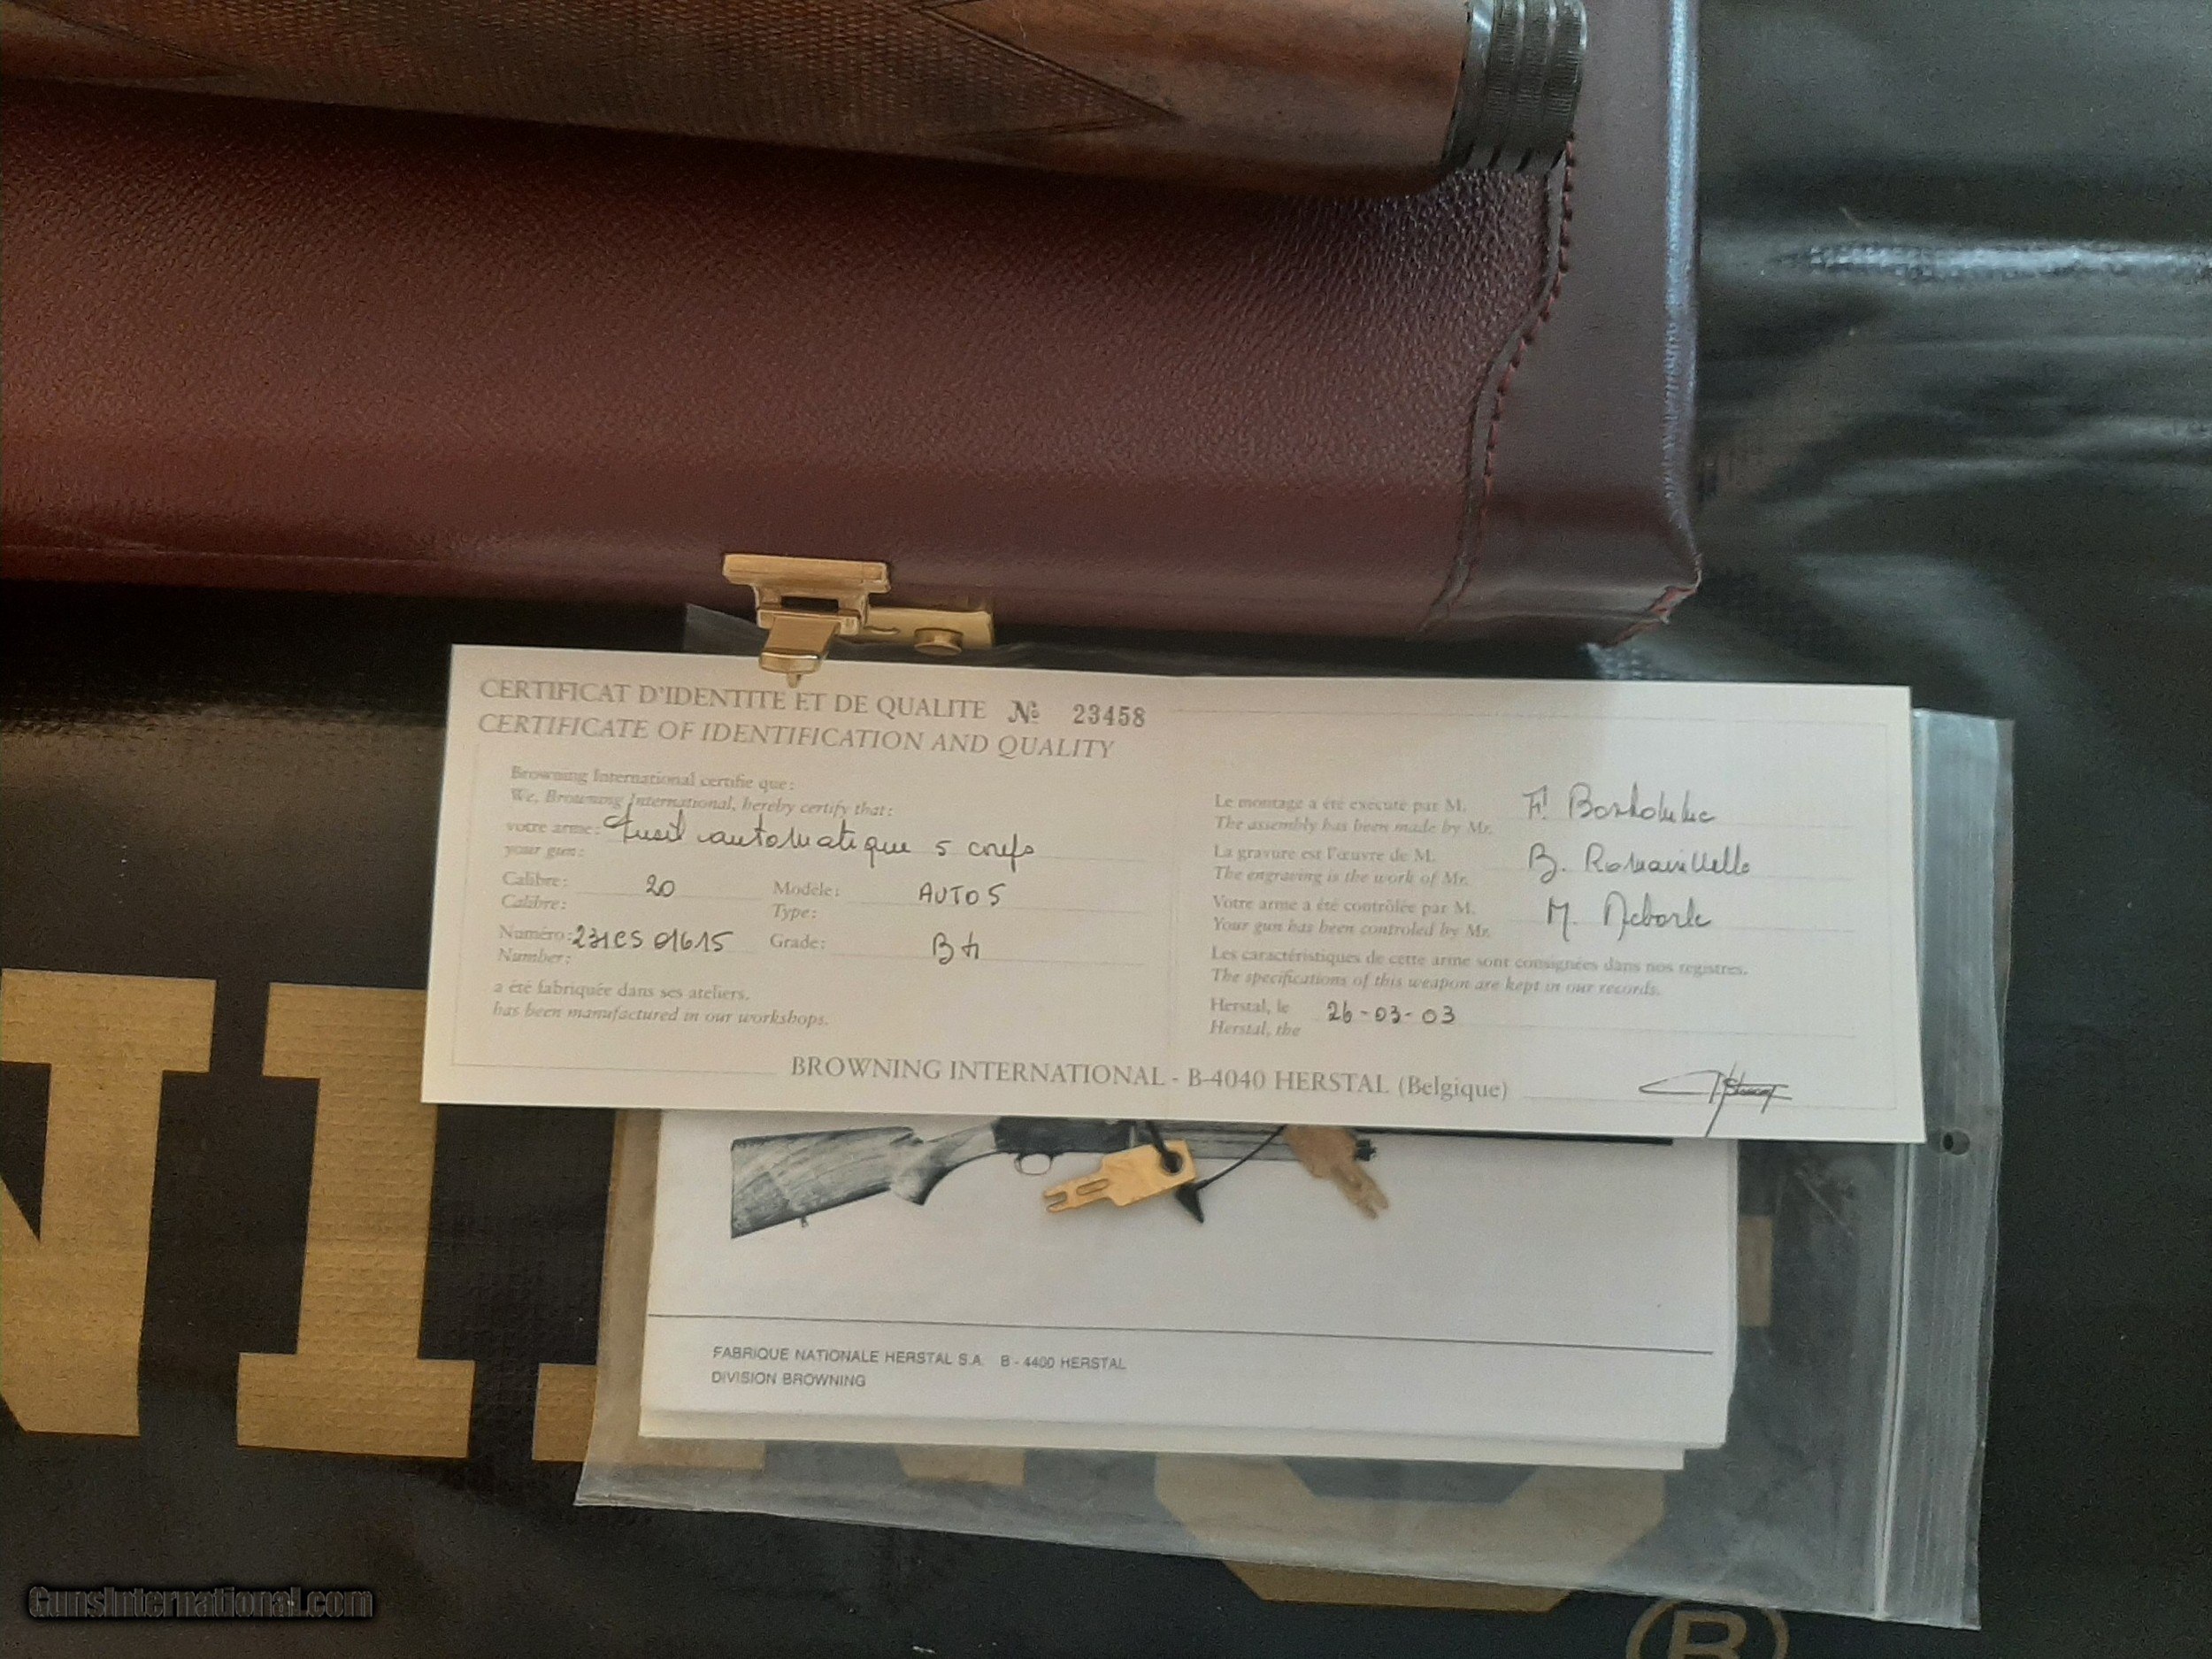 CERTIFICAT D'IDENTITE ET DE QUALITE № 23458
CERTIFICATE OF IDENTIFICATION AND QUALITY
Browning International certifie que:
We, Browning International, hereby certify that:
votre arme: Fusil automatique 5 coups
your gun:
Calibre: 20 Modèle: AUTO 5
Calibre: Type:
Numéro: 231CS 01615 Grade: B
Number:
a été fabriquée dans ses ateliers.
has been manufactured in our workshops.
Le montage a été exécuté par M. F.
The assembly has been made by Mr.
La gravure est l'œuvre de M. B.
The engraving is the work of Mr.
Votre arme a été contrôlée par M. M.
Your gun has been controled by Mr.
Les caractéristiques de cette arme sont consignées dans nos registres.
The specifications of this weapon are kept in our records.
Herstal, le 26-03-03
Herstal, the
BROWNING INTERNATIONAL - B-4040 HERSTAL (Belgique)
FABRIQUE NATIONALE HERSTAL S.A. B - 4400 HERSTAL
DIVISION BROWNING
GunsInternational.com
®